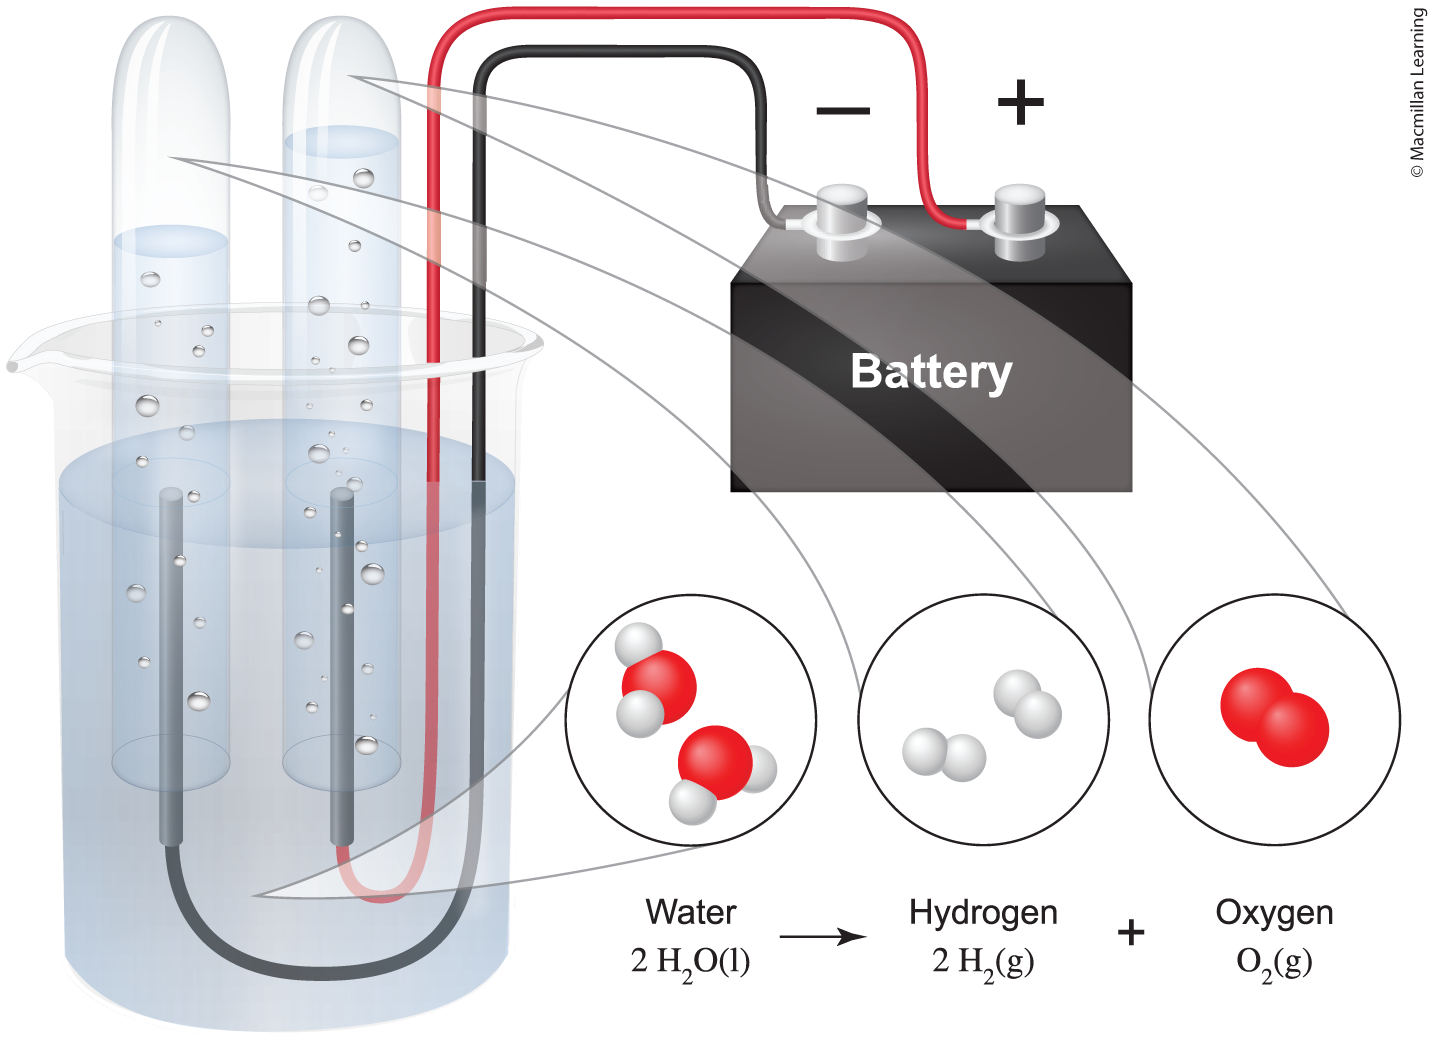 © Macmillan Learning
− +
Battery
Water → Hydrogen + Oxygen
2 H₂O(l) 2 H₂(g) O₂(g)